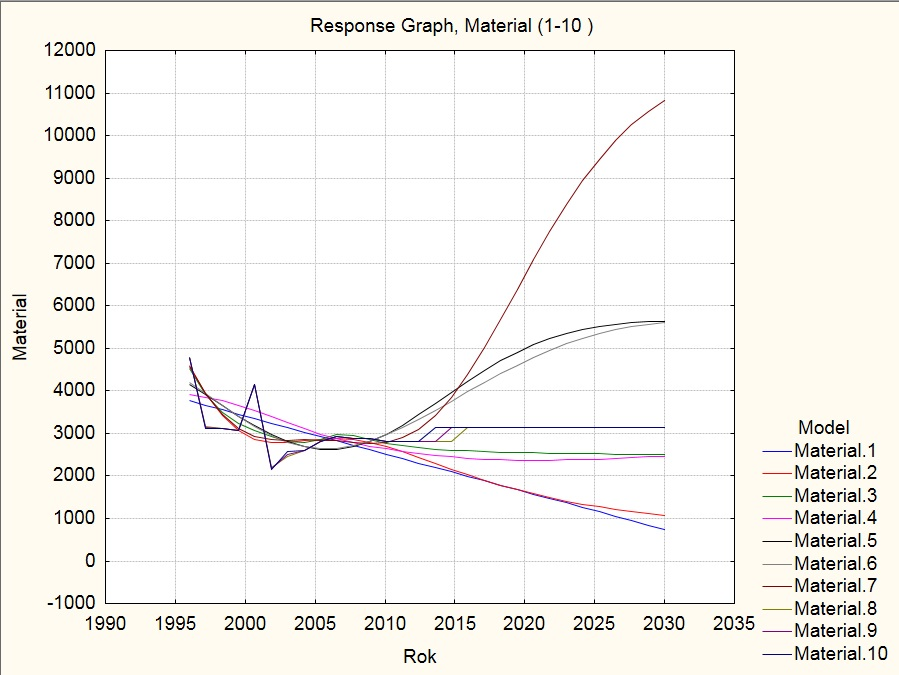 Response Graph, Material (1-10 )
12000
11000
10000
9000
8000
7000
6000
5000
4000
3000
2000
1000
0
-1000
Material
1990 1995 2000 2005 2010 2015 2020 2025 2030 2035
Rok
Model
Material.1
Material.2
Material.3
Material.4
Material.5
Material.6
Material.7
Material.8
Material.9
Material.10